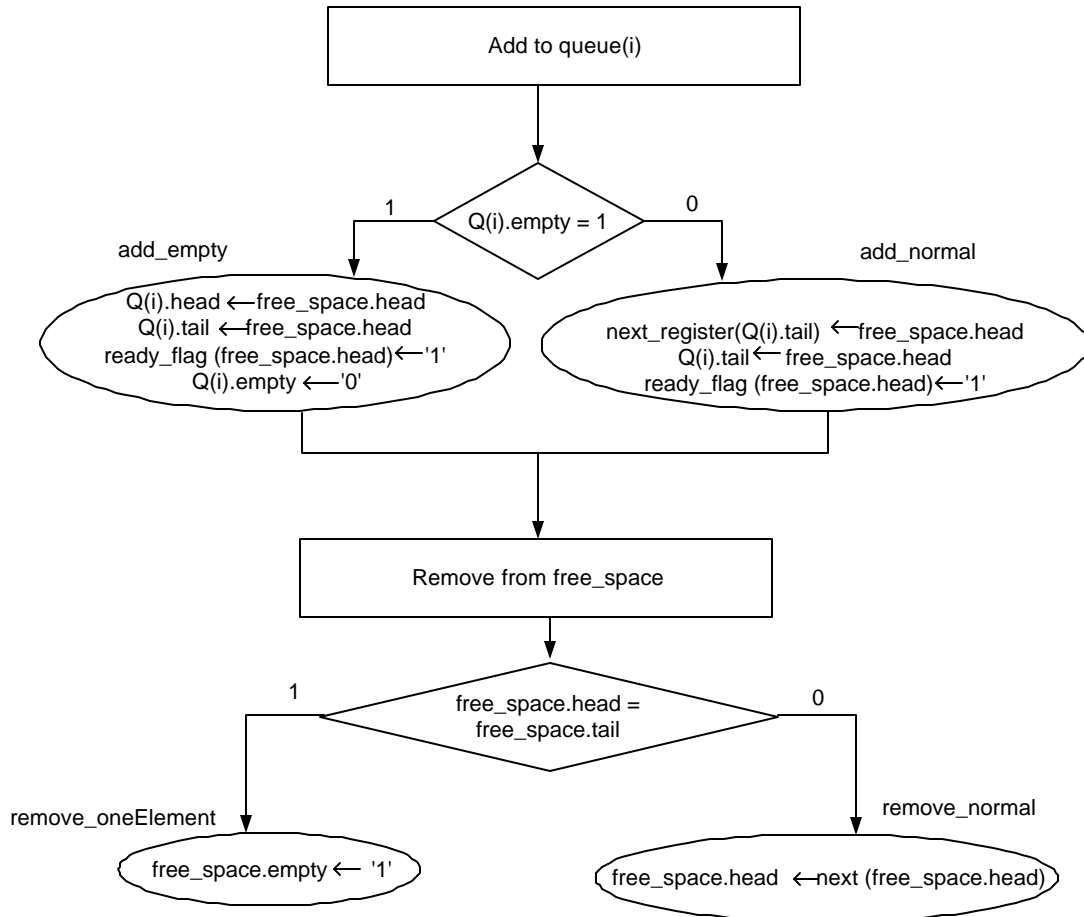 Add to queue(i)
Q(i).empty = 1
1
0
add_empty
add_normal
Q(i).head ←free_space.head
Q(i).tail ←free_space.head
ready_flag (free_space.head)←'1'
Q(i).empty ←'0'
next_register(Q(i).tail) ←free_space.head
Q(i).tail← free_space.head
ready_flag (free_space.head)←'1'
Remove from free_space
free_space.head =
free_space.tail
1
0
remove_oneElement
remove_normal
free_space.empty ← '1'
free_space.head ←next (free_space.head)